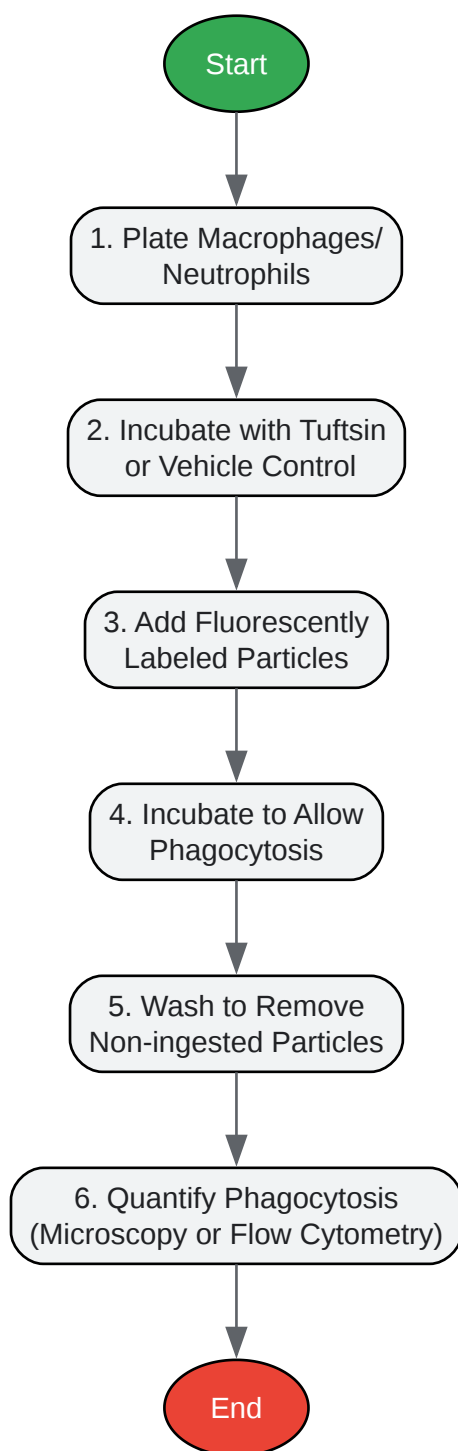 Start
1. Plate Macrophages/
Neutrophils
2. Incubate with Tuftsin
or Vehicle Control
3. Add Fluorescently
Labeled Particles
4. Incubate to Allow
Phagocytosis
5. Wash to Remove
Non-ingested Particles
6. Quantify Phagocytosis
(Microscopy or Flow Cytometry)
End